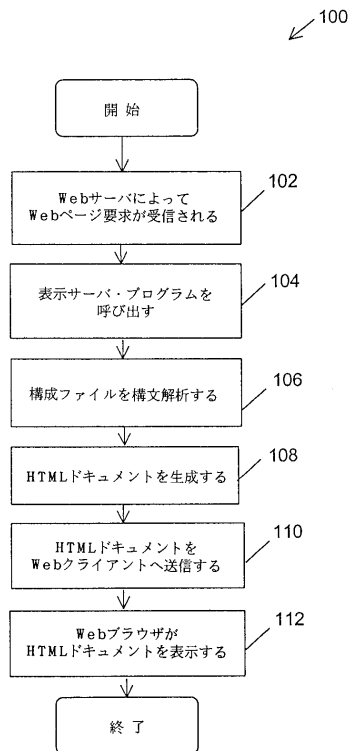 100
開始
Webサーバによって
Webページ要求が受信される
102
表示サーバ・プログラムを
呼び出す
104
構成ファイルを構文解析する
106
HTMLドキュメントを生成する
108
HTMLドキュメントを
Webクライアントへ送信する
110
Webブラウザが
HTMLドキュメントを表示する
112
終了